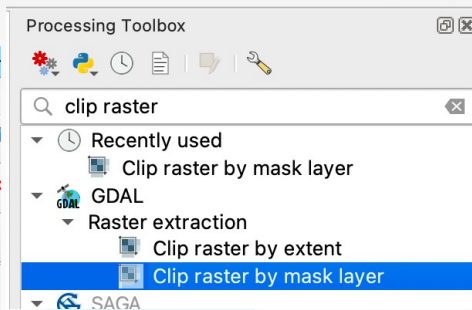 Processing Toolbox
clip raster
Recently used
Clip raster by mask layer
GDAL
GDAL
Raster extraction
Clip raster by extent
Clip raster by mask layer
SAGA